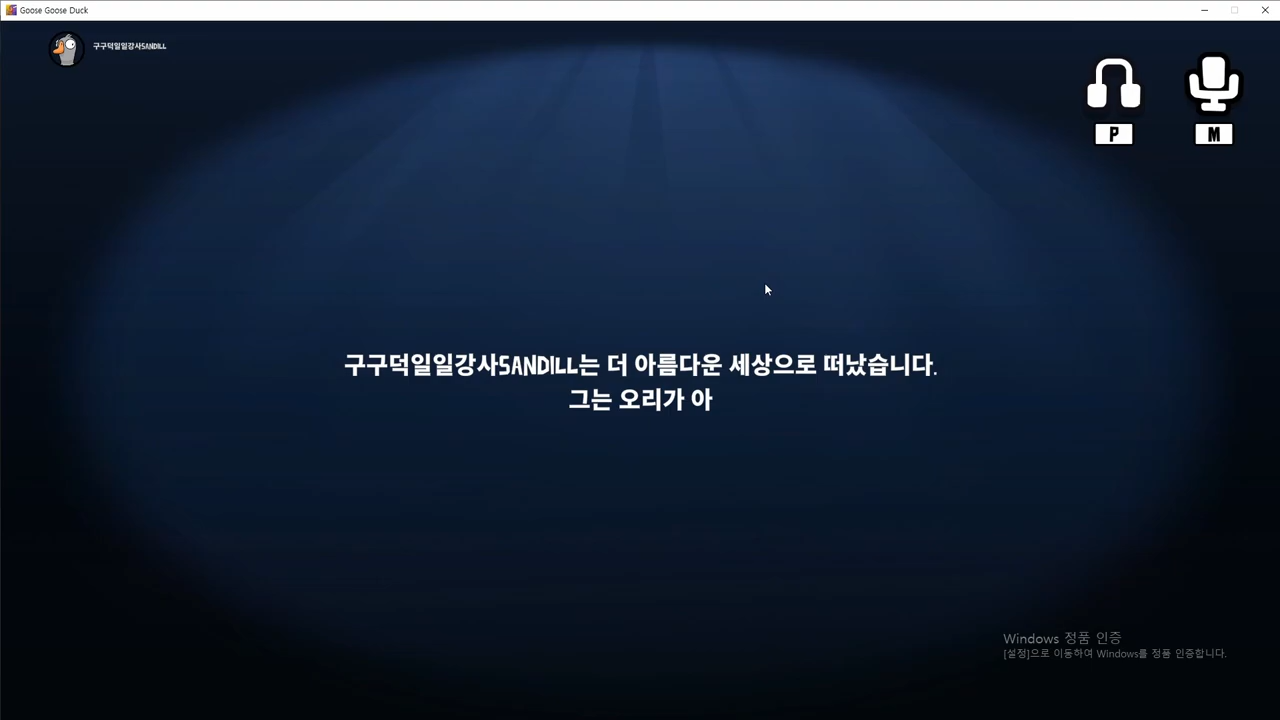 Goose Goose Duck
구구덕일일강사SANDILL
P
M
구구덕일일강사SANDILL는 더 아름다운 세상으로 떠났습니다.
그는 오리가 아
Windows 정품 인증
[설정]으로 이동하여 Windows를 정품 인증합니다.